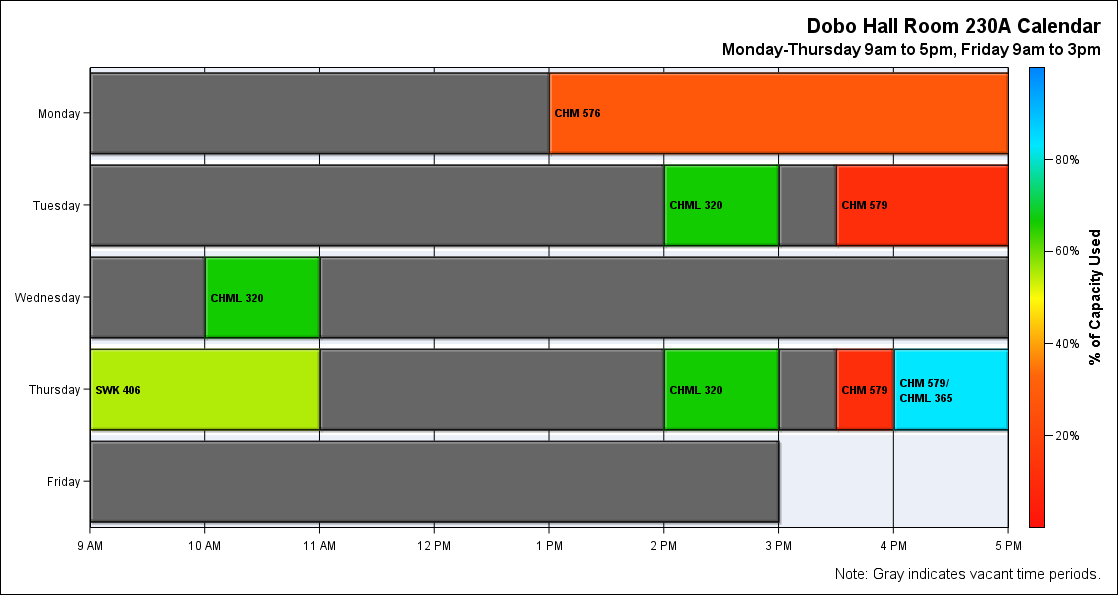 Dobo Hall Room 230A Calendar
Monday-Thursday 9am to 5pm, Friday 9am to 3pm
Monday
CHM 576
Tuesday
CHML 320
CHM 579
Wednesday
CHML 320
Thursday
SWK 406
CHML 320
CHM 579
CHM 579/
CHML 365
Friday
9 AM
10 AM
11 AM
12 PM
1 PM
2 PM
3 PM
4 PM
5 PM
80%
60%
40%
20%
% of Capacity Used
Note: Gray indicates vacant time periods.